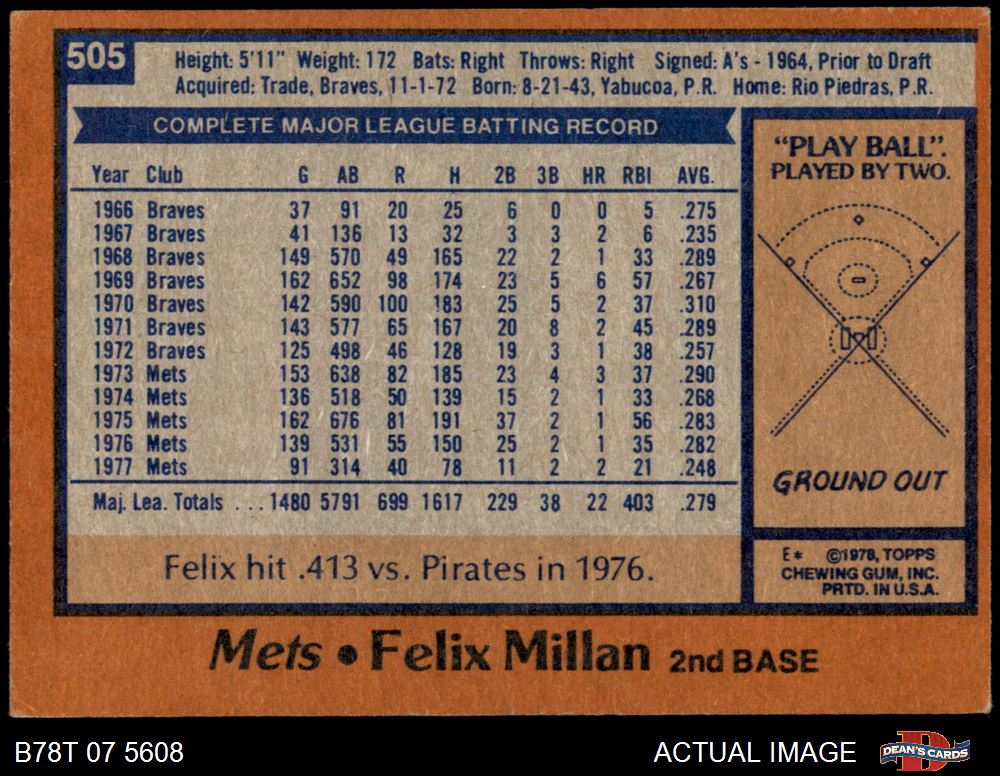 505
Height: 5'11" Weight: 172 Bats: Right Throws: Right Signed: A's - 1964, Prior to Draft
Acquired: Trade, Braves, 11-1-72 Born: 8-21-43, Yabucoa, P.R. Home: Rio Piedras, P.R.
COMPLETE MAJOR LEAGUE BATTING RECORD
Year Club G AB R H 2B 3B HR RBI AVG.
1966 Braves 37 91 20 25 6 0 0 5 .275
1967 Braves 41 136 13 32 3 3 2 6 .235
1968 Braves 149 570 49 165 22 2 1 33 .289
1969 Braves 162 652 98 174 23 5 6 57 .267
1970 Braves 142 590 100 183 25 5 2 37 .310
1971 Braves 143 577 65 167 20 8 2 45 .289
1972 Braves 125 498 46 128 19 3 1 38 .257
1973 Mets 153 638 82 185 23 4 3 37 .290
1974 Mets 136 518 50 139 15 2 1 33 .268
1975 Mets 162 676 81 191 37 2 1 56 .283
1976 Mets 139 531 55 150 25 2 1 35 .282
1977 Mets 91 314 40 78 11 2 2 21 .248
Maj. Lea. Totals . . . 1480 5791 699 1617 229 38 22 403 .279
Felix hit .413 vs. Pirates in 1976.
"PLAY BALL".
PLAYED BY TWO.
GROUND OUT
E* ©1978, TOPPS
CHEWING GUM, INC.
PRTD. IN U.S.A.
Mets • Felix Millan 2nd BASE
B78T 07 5608
ACTUAL IMAGE
D
DEAN'S CARDS